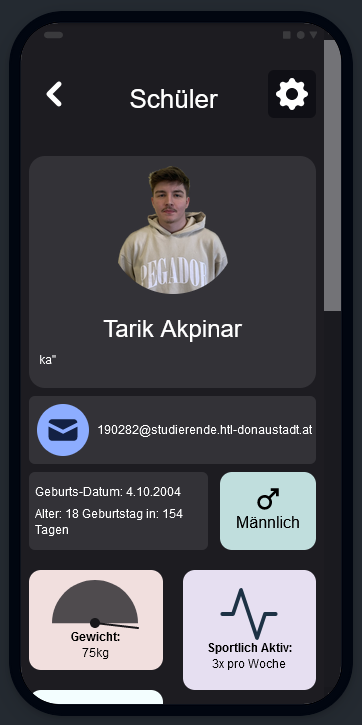 Schüler
PEGADOR
Tarik Akpinar
ka"
190282@studierende.htl-donaustadt.at
Geburts-Datum: 4.10.2004
Alter: 18 Geburtstag in: 154
Tagen
Männlich
Gewicht:
75kg
Sportlich Aktiv:
3x pro Woche